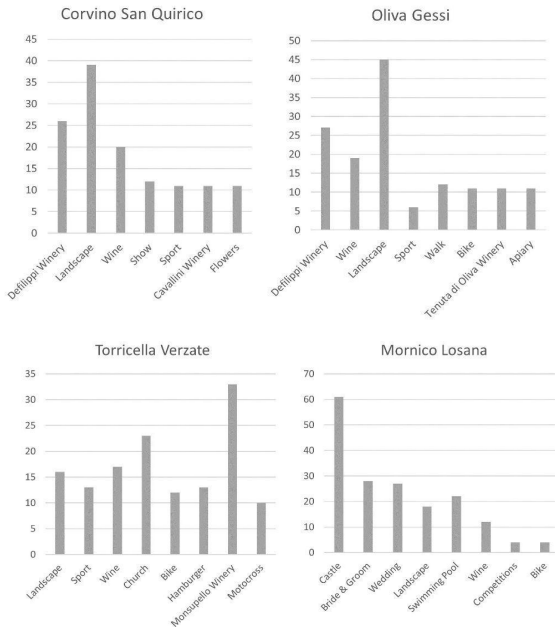 Corvino San Quirico
45
40
35
30
25
20
15
10
5
0
Defilippi Winery
Landscape
Wine
Show
Sport
Cavallini Winery
Flowers
Oliva Gessi
50
45
40
35
30
25
20
15
10
5
0
Defilippi Winery
Wine
Landscape
Sport
Walk
Bike
Tenuta di Oliva Winery
Apiary
Torricella Verzate
35
30
25
20
15
10
5
0
Landscape
Sport
Wine
Church
Bike
Hamburger
Monsupello Winery
Motocross
Mornico Losana
70
60
50
40
30
20
10
0
Castle
Bride & Groom
Wedding
Landscape
Swimming Pool
Wine
Competitions
Bike